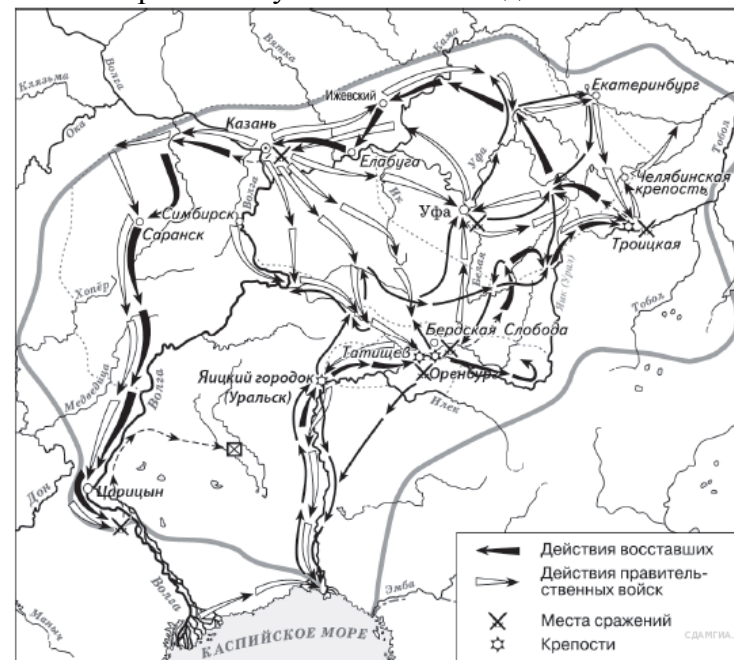 Клязьма
Волга
Вятка
Кама
Ока
Ижевский
Екатеринбург
Казань
Елабуга
Уфа
Тобол
Челябинская
крепость
Волга
Ик
Симбирск
Саранск
Уфа
Троицкая
Белая
Яик (Урал)
Хопёр
Тобол
Бердская Слобода
Татищев
Оренбург
Медведица
Волга
Яицкий городок
(Уральск)
Илек
Дон
Царицын
Волга
Эмба
Маныч
КАСПИЙСКОЕ МОРЕ
Действия восставших
Действия правитель-
ственных войск
Места сражений
Крепости
СДАМГИА.